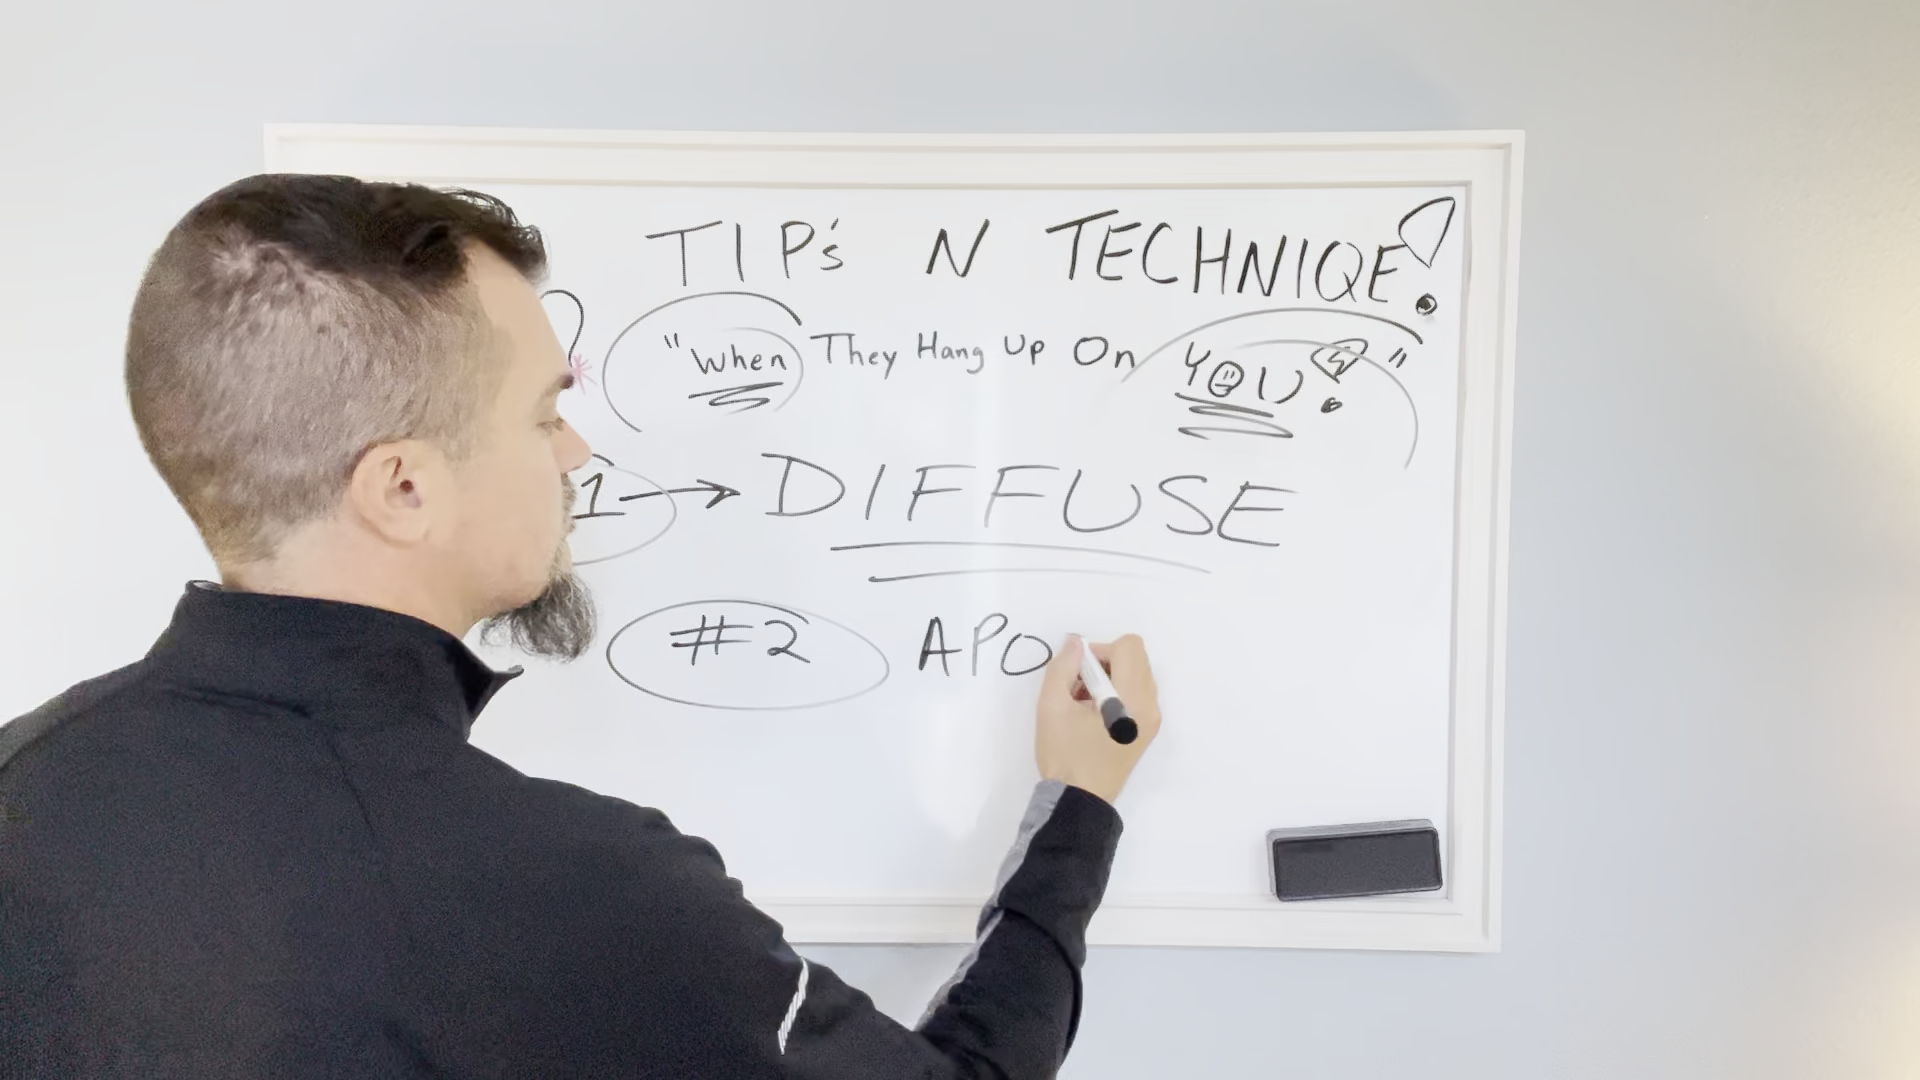 TIP's N TECHNIQE!
"When They Hang Up On YOU!"
1 → DIFFUSE
#2 APO